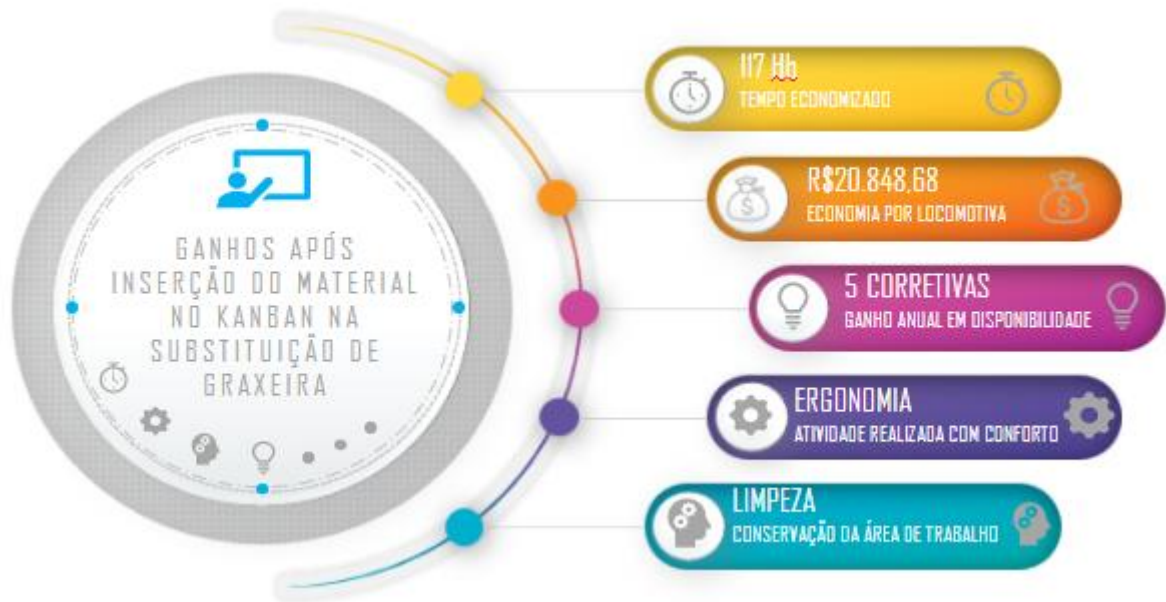 GANHOS APÓS
INSERÇÃO DO MATERIAL
NO KANBAN NA
SUBSTITUIÇÃO DE
GRAXEIRA
117 Hh
TEMPO ECONOMIZADO
R$20.848,68
ECONOMIA POR LOCOMOTIVA
5 CORRETIVAS
GANHO ANUAL EM DISPONIBILIDADE
ERGONOMIA
ATIVIDADE REALIZADA COM CONFORTO
LIMPEZA
CONSERVAÇÃO DA ÁREA DE TRABALHO